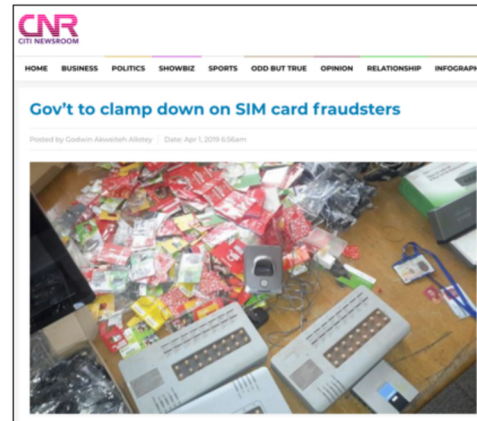 CNR
CITI NEWSROOM
HOME BUSINESS POLITICS SHOWBIZ SPORTS ODD BUT TRUE OPINION RELATIONSHIP INFOGRAPH
Gov't to clamp down on SIM card fraudsters
Posted by Godwin Akweiteh Allotey Date: Apr 1, 2019 6:56am